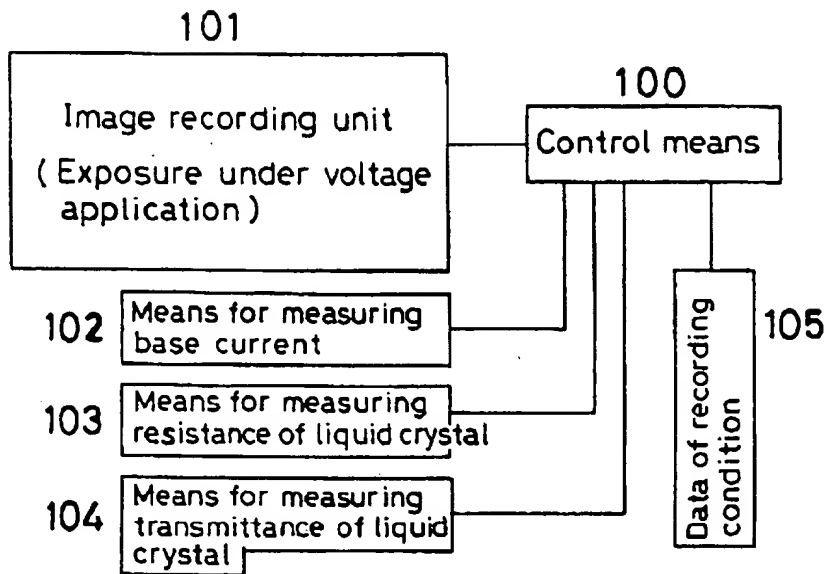 101
Image recording unit
(Exposure under voltage
application)
100
Control means
102
Means for measuring
base current
103
Means for measuring
resistance of liquid crystal
104
Means for measuring
transmittance of liquid
crystal
105
Data of recording
condition